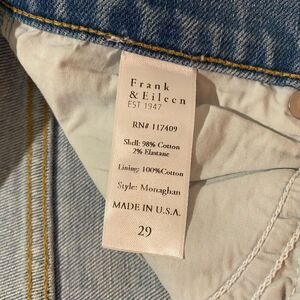 Frank
& Eileen
EST 1947
RN# 117409
Shell: 98% Cotton
2% Elastane
Lining: 100%Cotton
Style: Monaghan
MADE IN U.S.A.
29